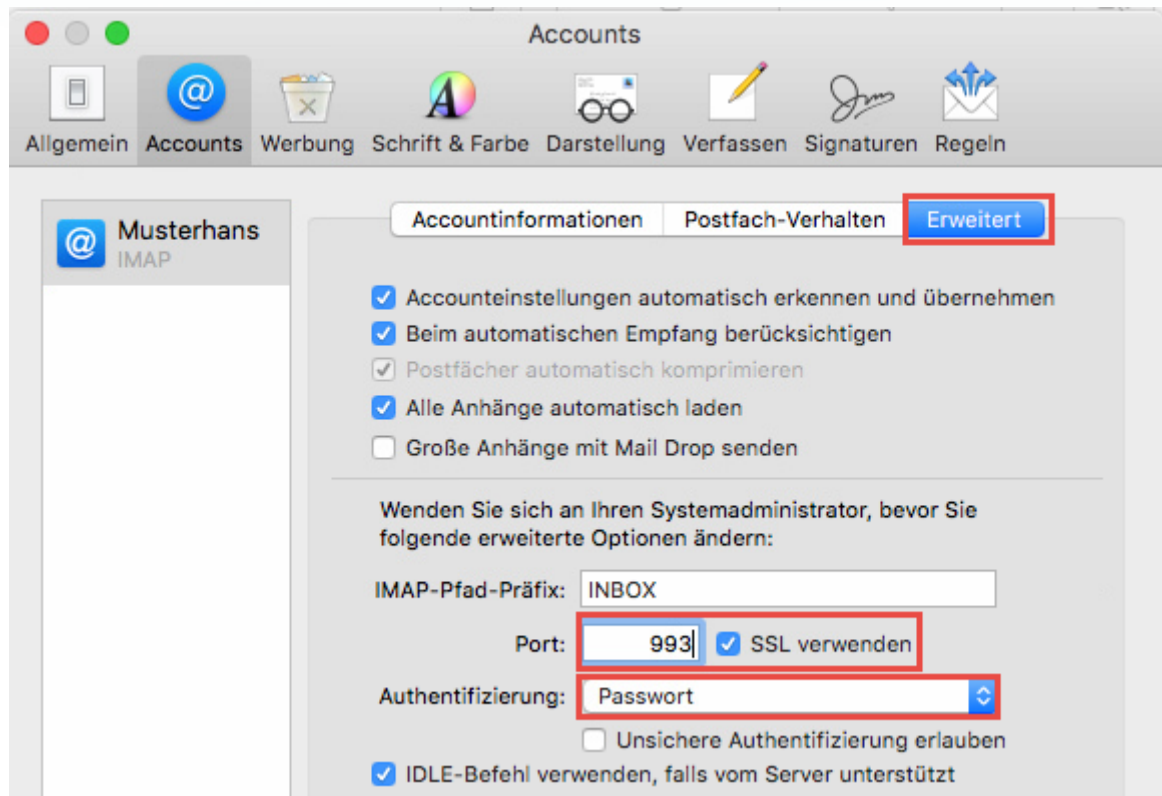 Accounts
Allgemein Accounts Werbung Schrift & Farbe Darstellung Verfassen Signaturen Regeln
Musterhans
IMAP
Accountinformationen Postfach-Verhalten Erweitert
Accounteinstellungen automatisch erkennen und übernehmen
Beim automatischen Empfang berücksichtigen
Postfächer automatisch komprimieren
Alle Anhänge automatisch laden
Große Anhänge mit Mail Drop senden
Wenden Sie sich an Ihren Systemadministrator, bevor Sie
folgende erweiterte Optionen ändern:
IMAP-Pfad-Präfix: INBOX
Port: 993 SSL verwenden
Authentifizierung: Passwort
Unsichere Authentifizierung erlauben
IDLE-Befehl verwenden, falls vom Server unterstützt